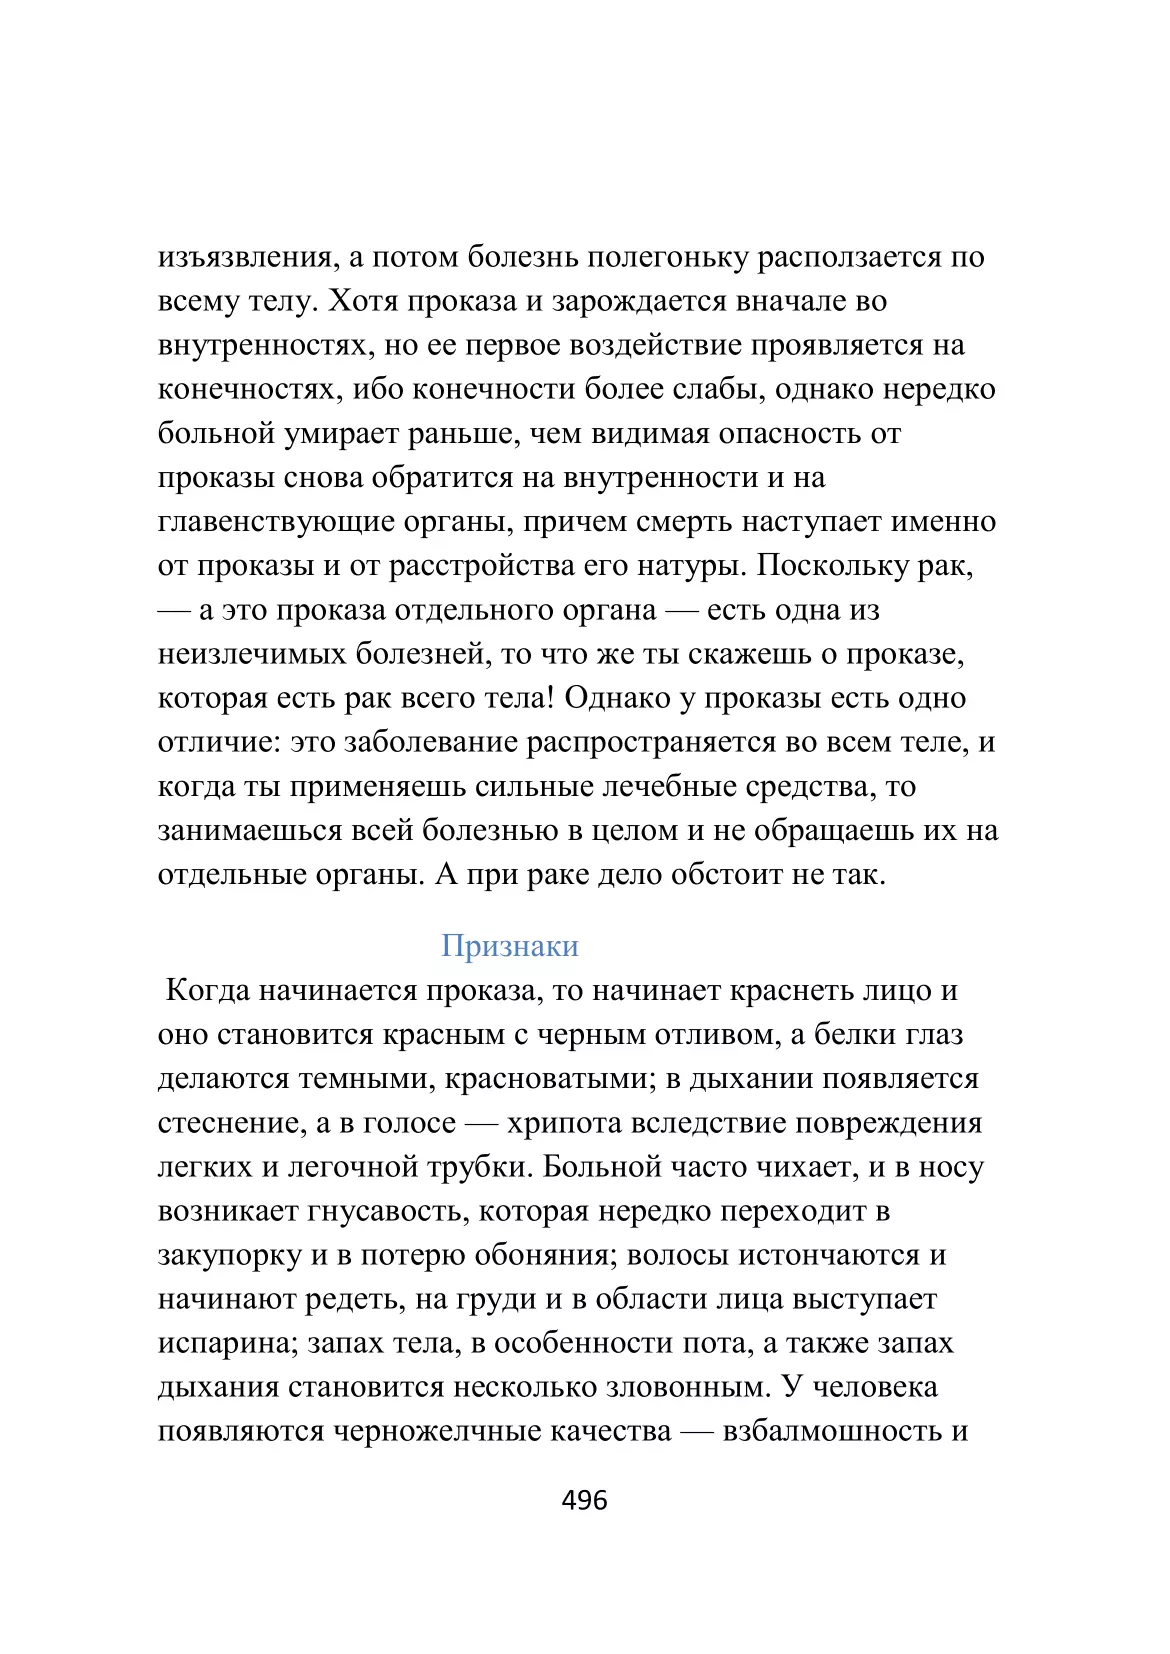 изъязвления, а потом болезнь полегоньку расползается по
всему телу. Хотя проказа и зарождается вначале во
внутренностях, но ее первое воздействие проявляется на
конечностях, ибо конечности более слабы, однако нередко
больной умирает раньше, чем видимая опасность от
проказы снова обратится на внутренности и на
главенствующие органы, причем смерть наступает именно
от проказы и от расстройства его натуры. Поскольку рак,
— а это проказа отдельного органа — есть одна из
неизлечимых болезней, то что же ты скажешь о проказе,
которая есть рак всего тела! Однако у проказы есть одно
отличие: это заболевание распространяется во всем теле, и
когда ты применяешь сильные лечебные средства, то
занимаешься всей болезнью в целом и не обращаешь их на
отдельные органы. А при раке дело обстоит не так.
Признаки
Когда начинается проказа, то начинает краснеть лицо и
оно становится красным с черным отливом, а белки глаз
делаются темными, красноватыми; в дыхании появляется
стеснение, а в голосе — хрипота вследствие повреждения
легких и легочной трубки. Больной часто чихает, и в носу
возникает гнусавость, которая нередко переходит в
закупорку и в потерю обоняния; волосы истончаются и
начинают редеть, на груди и в области лица выступает
испарина; запах тела, в особенности пота, а также запах
дыхания становится несколько зловонным. У человека
появляются черножелчные качества — взбалмошность и
496